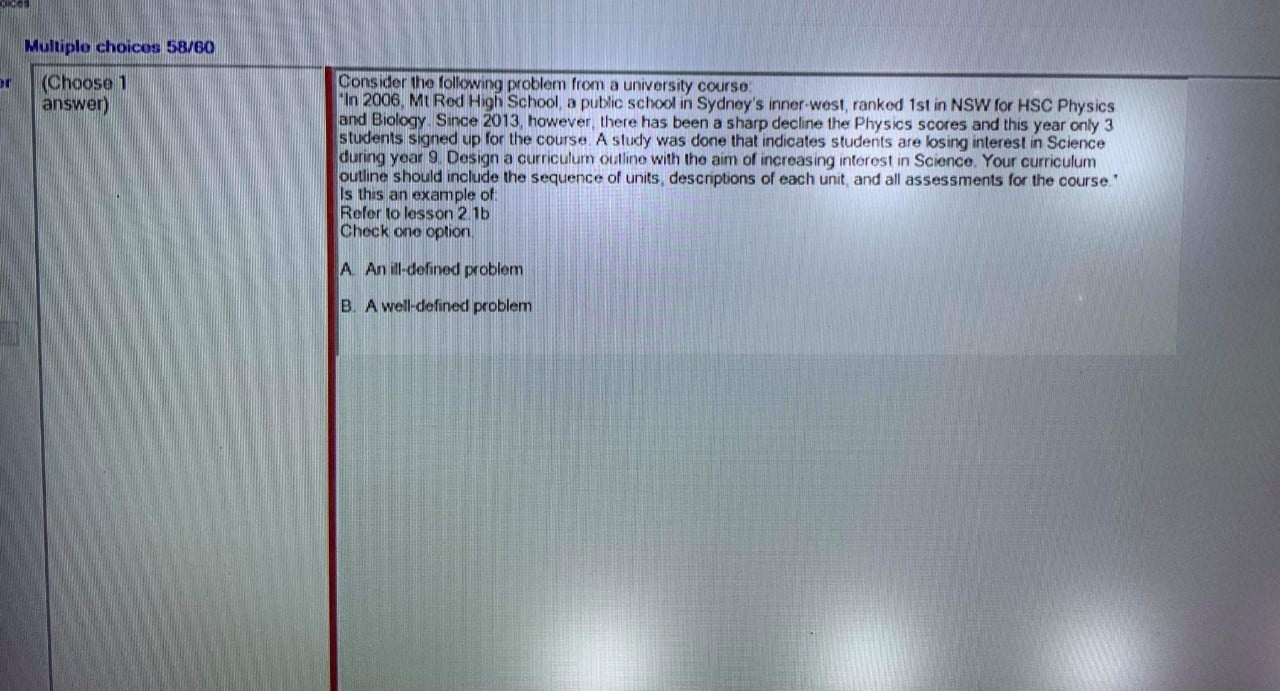 Multiple choices 58/60
er
(Choose 1
answer)
Consider the following problem from a university course:
"In 2006, Mt Red High School, a public school in Sydney's inner-west, ranked 1st in NSW for HSC Physics
and Biology. Since 2013, however, there has been a sharp decline the Physics scores and this year only 3
students signed up for the course. A study was done that indicates students are losing interest in Science
during year 9. Design a curriculum outline with the aim of increasing interest in Science. Your curriculum
outline should include the sequence of units, descriptions of each unit, and all assessments for the course."
Is this an example of:
Refer to lesson 2.1b
Check one option
A. An ill-defined problem
B. A well-defined problem